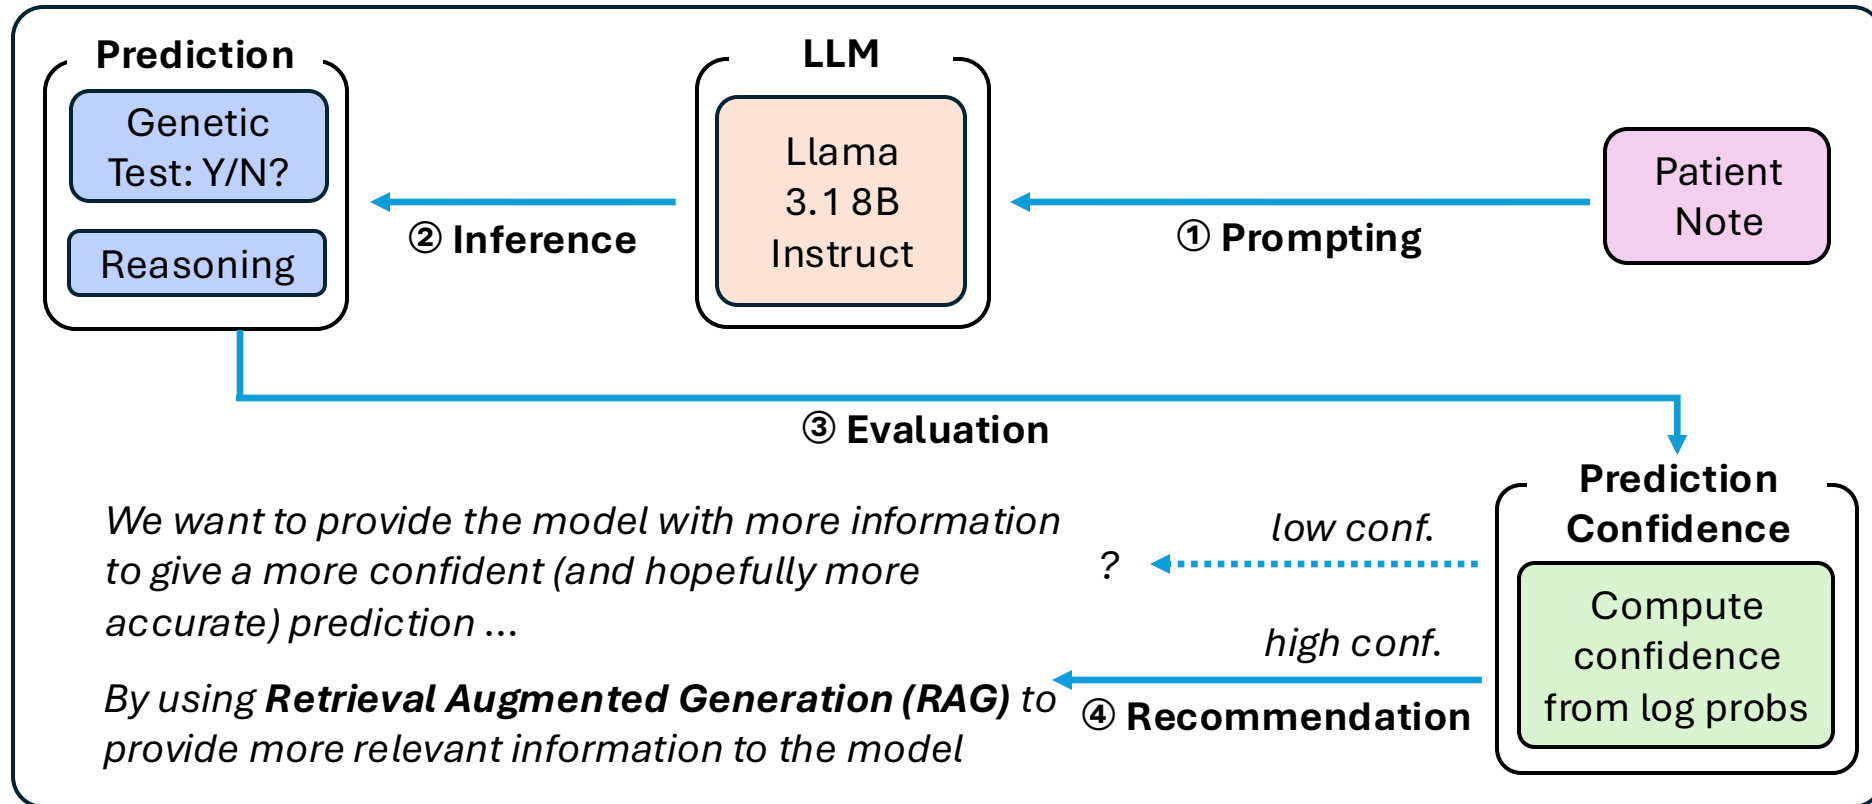 Prediction
Genetic
Test: Y/N?
Reasoning
② Inference
LLM
Llama
3.1 8B
Instruct
① Prompting
Patient
Note
③ Evaluation
Prediction
Confidence
Compute
confidence
from log probs
low conf.
?
high conf.
④ Recommendation
We want to provide the model with more information
to give a more confident (and hopefully more
accurate) prediction ...
By using Retrieval Augmented Generation (RAG) to
provide more relevant information to the model